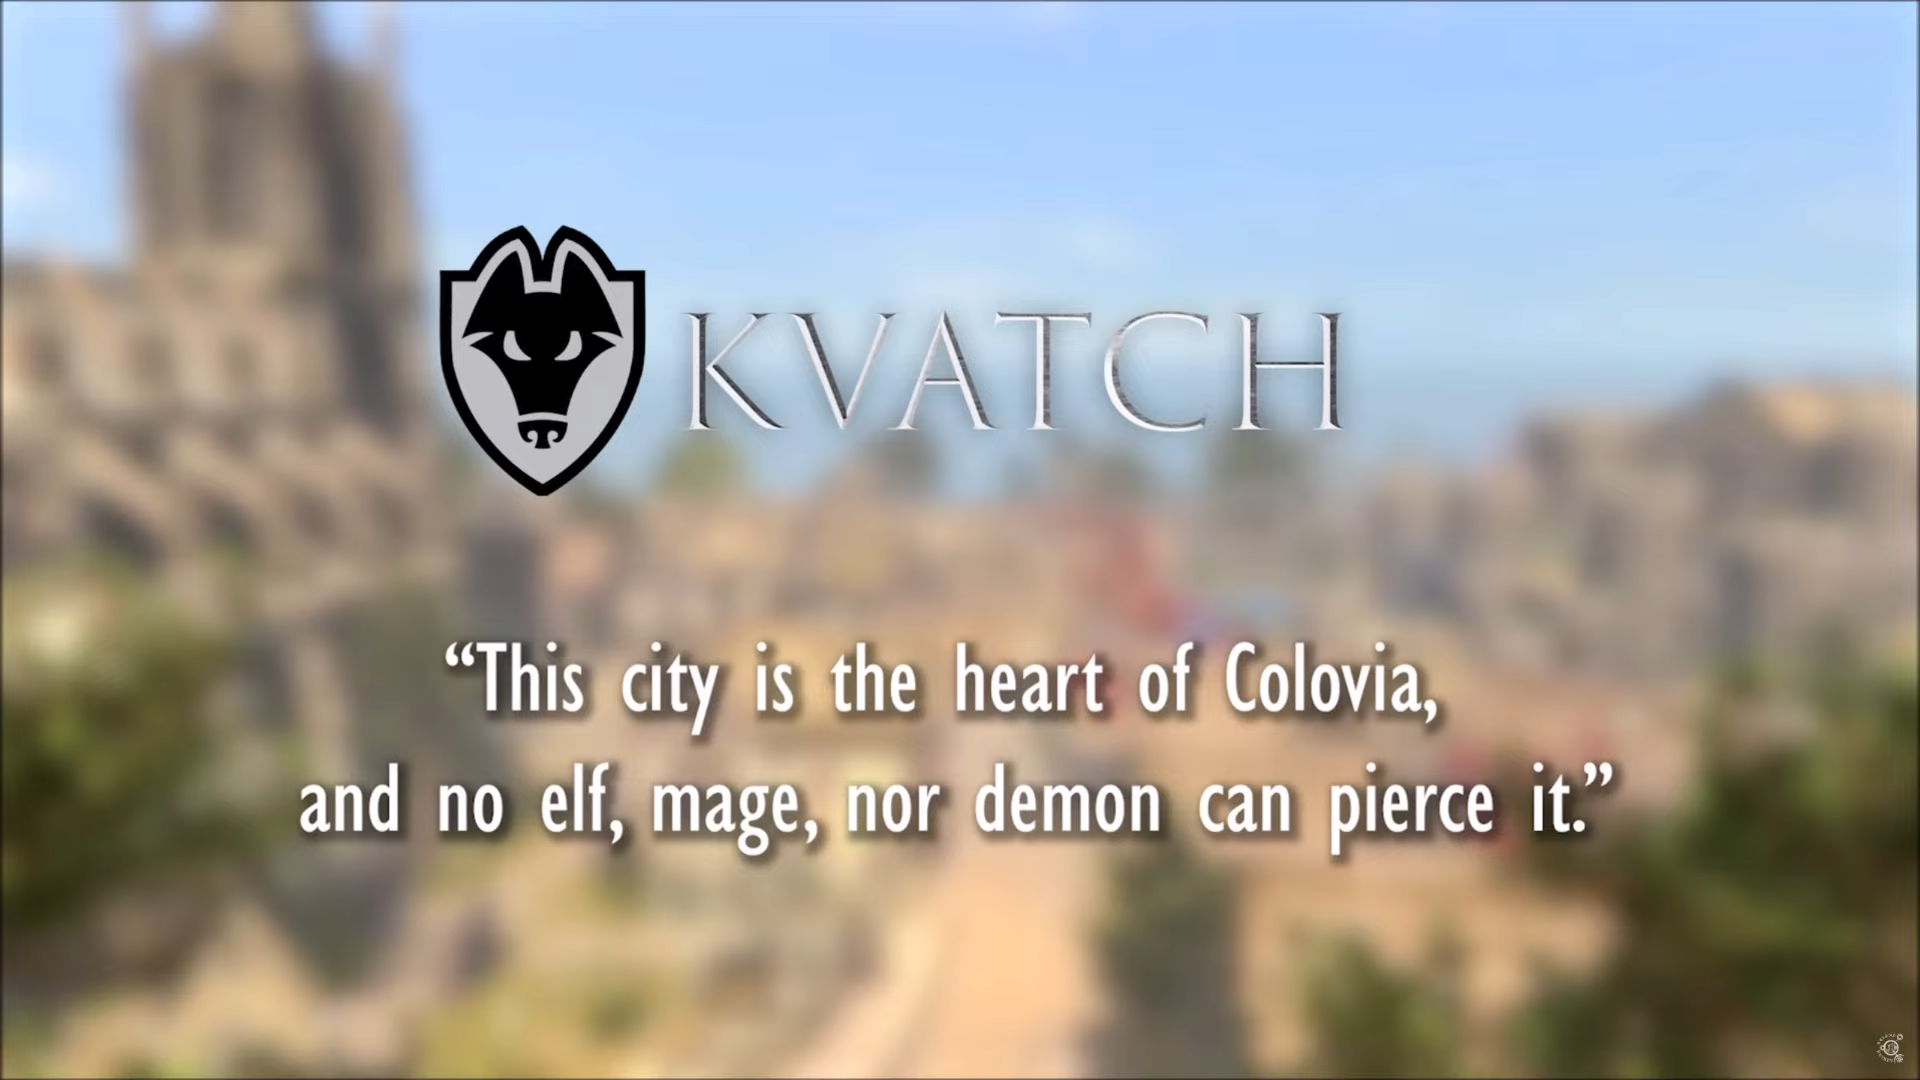 KVATCH
“This city is the heart of Colovia,
and no elf, mage, nor demon can pierce it.”